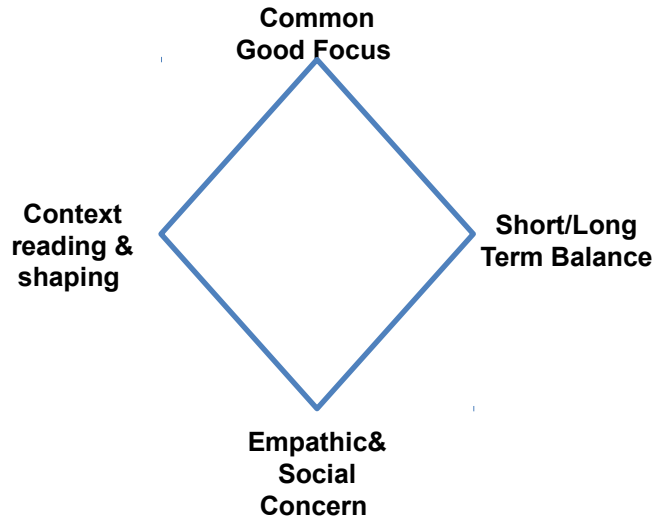 Common
Good Focus
Context
reading &
shaping
Short/Long
Term Balance
Empathic&
Social
Concern